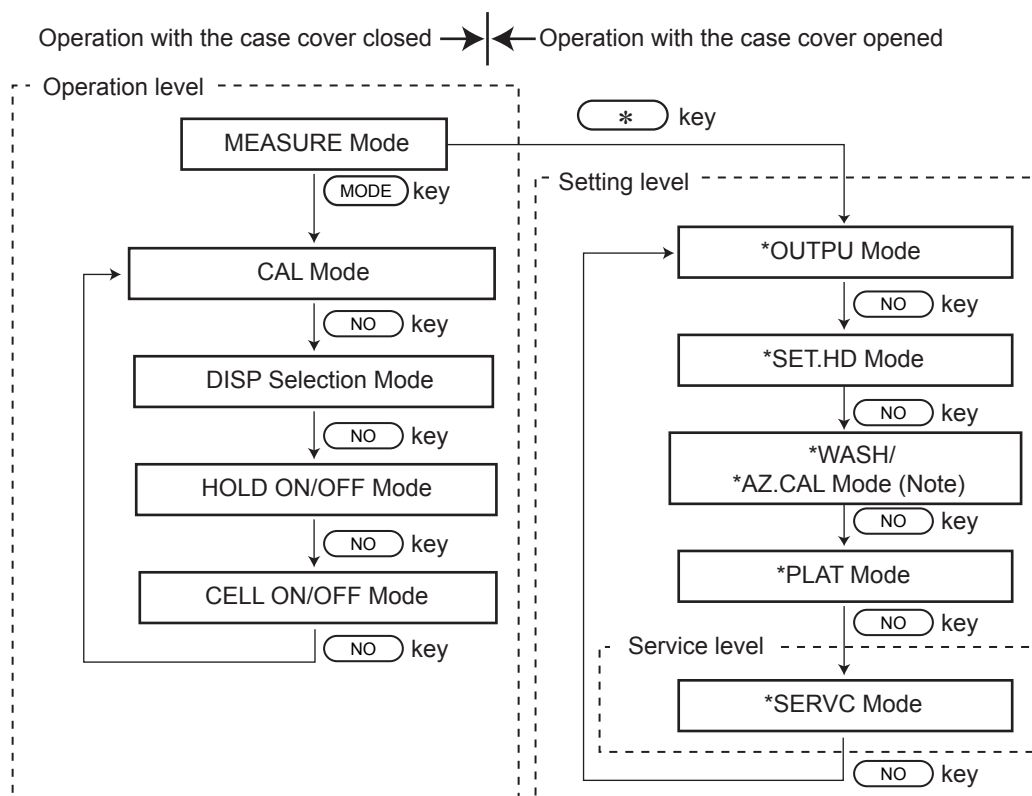 Operation with the case cover closed
Operation with the case cover opened
Operation level
MEASURE Mode
MODE key
CAL Mode
NO key
DISP Selection Mode
NO key
HOLD ON/OFF Mode
NO key
CELL ON/OFF Mode
NO key
* key
Setting level
*OUTPU Mode
NO key
*SET.HD Mode
NO key
*WASH/
*AZ.CAL Mode (Note)
NO key
*PLAT Mode
NO key
Service level
*SERVC Mode
NO key